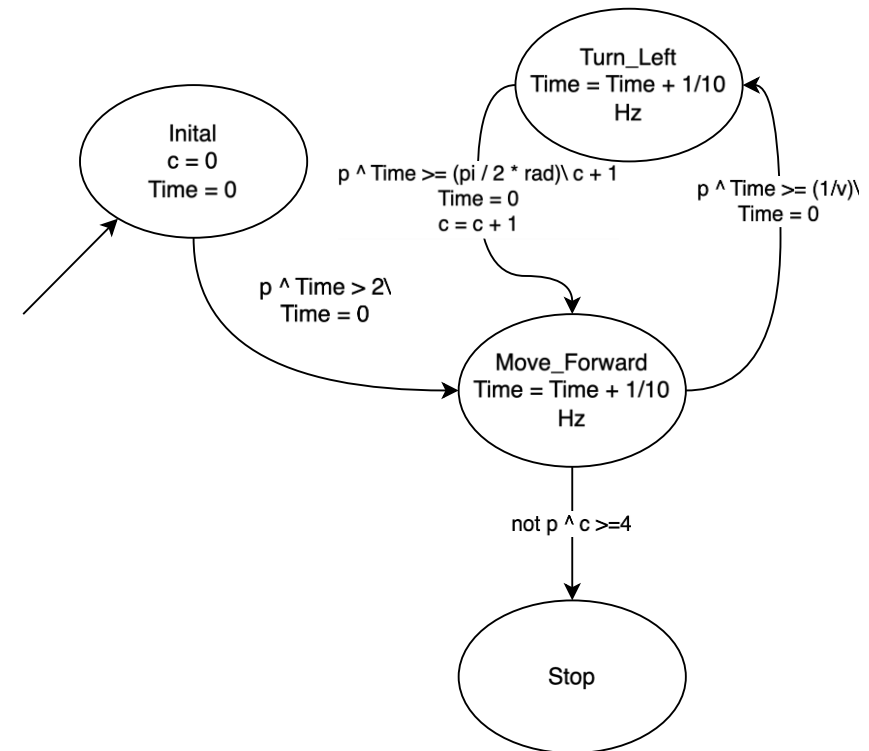 Turn_Left
Time = Time + 1/10
Hz
Inital
c = 0
Time = 0
p ^ Time >= (pi / 2 * rad)\ c + 1
Time = 0
c = c + 1
p ^ Time >= (1/v)\
Time = 0
p ^ Time > 2\
Time = 0
Move_Forward
Time = Time + 1/10
Hz
not p ^ c >=4
Stop